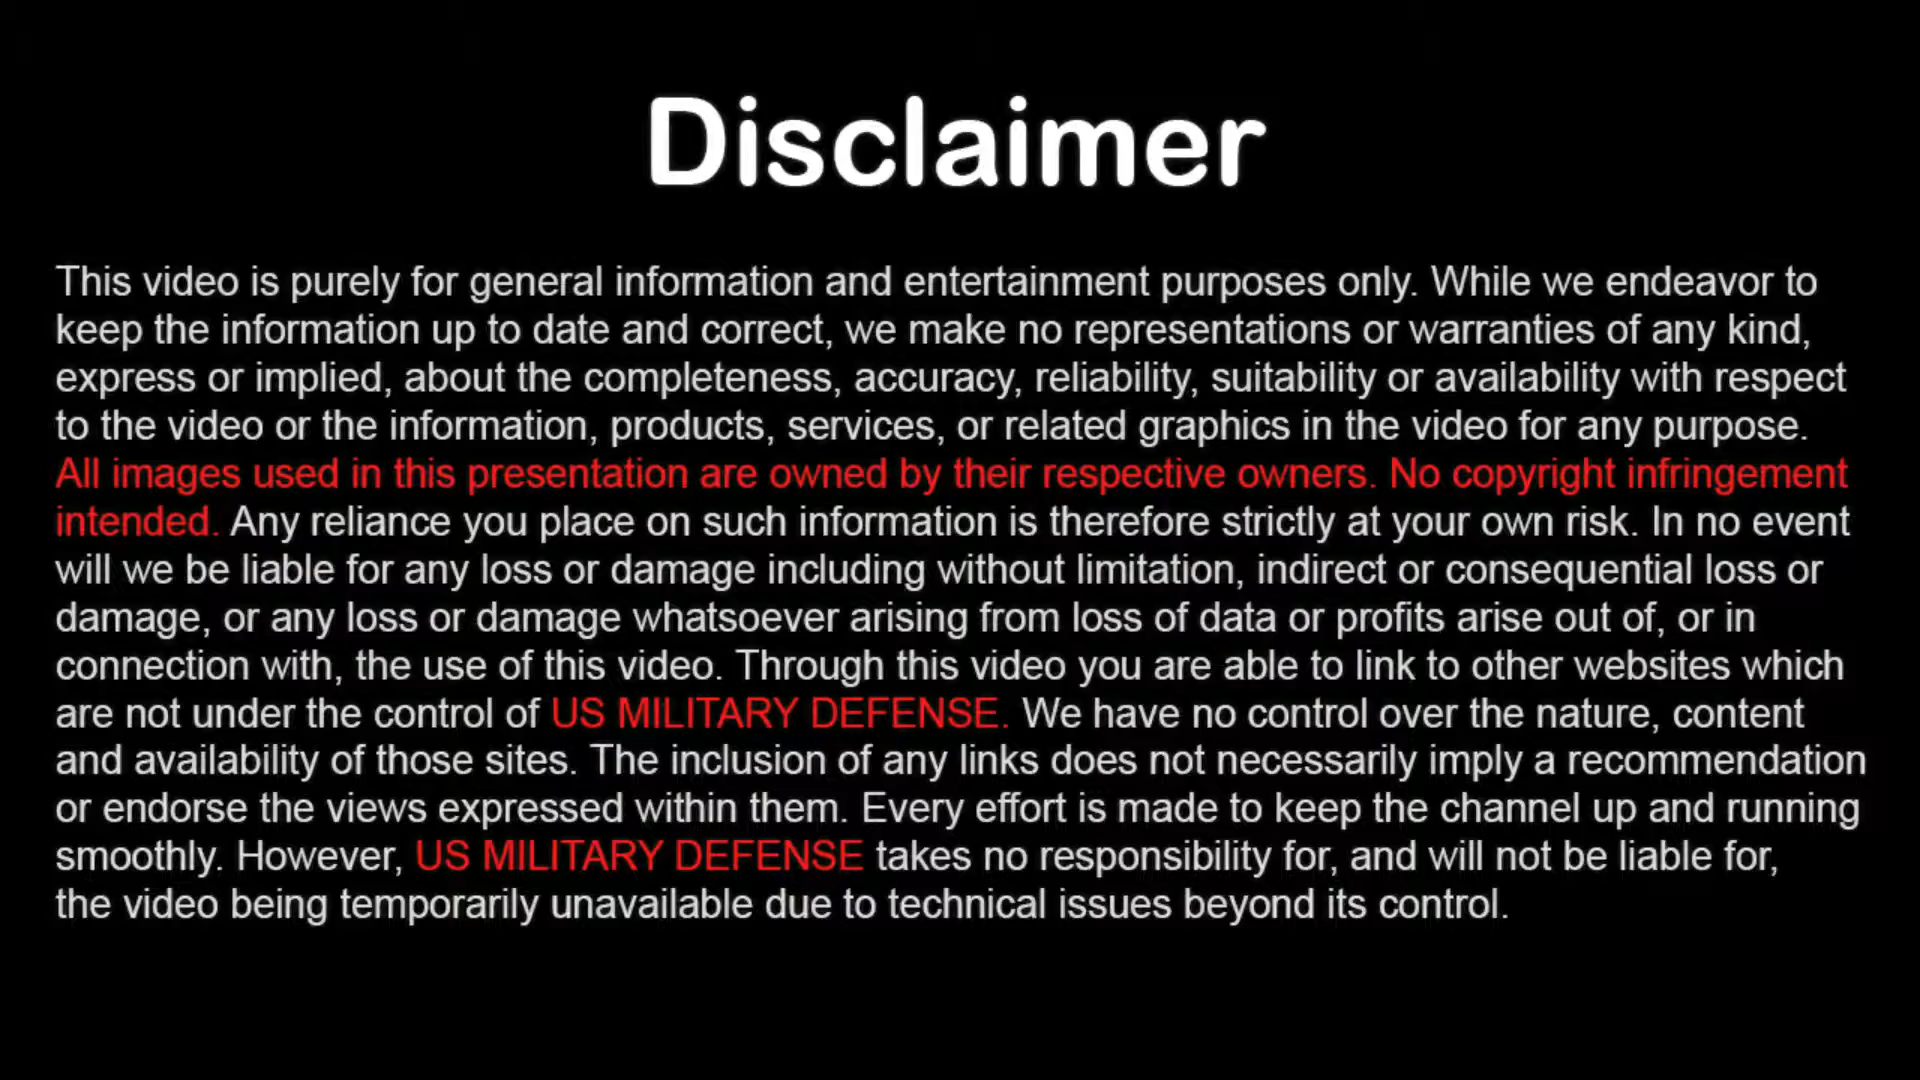 Disclaimer
This video is purely for general information and entertainment purposes only. While we endeavor to
keep the information up to date and correct, we make no representations or warranties of any kind,
express or implied, about the completeness, accuracy, reliability, suitability or availability with respect
to the video or the information, products, services, or related graphics in the video for any purpose.
All images used in this presentation are owned by their respective owners. No copyright infringement
intended. Any reliance you place on such information is therefore strictly at your own risk. In no event
will we be liable for any loss or damage including without limitation, indirect or consequential loss or
damage, or any loss or damage whatsoever arising from loss of data or profits arise out of, or in
connection with, the use of this video. Through this video you are able to link to other websites which
are not under the control of US MILITARY DEFENSE. We have no control over the nature, content
and availability of those sites. The inclusion of any links does not necessarily imply a recommendation
or endorse the views expressed within them. Every effort is made to keep the channel up and running
smoothly. However, US MILITARY DEFENSE takes no responsibility for, and will not be liable for,
the video being temporarily unavailable due to technical issues beyond its control.